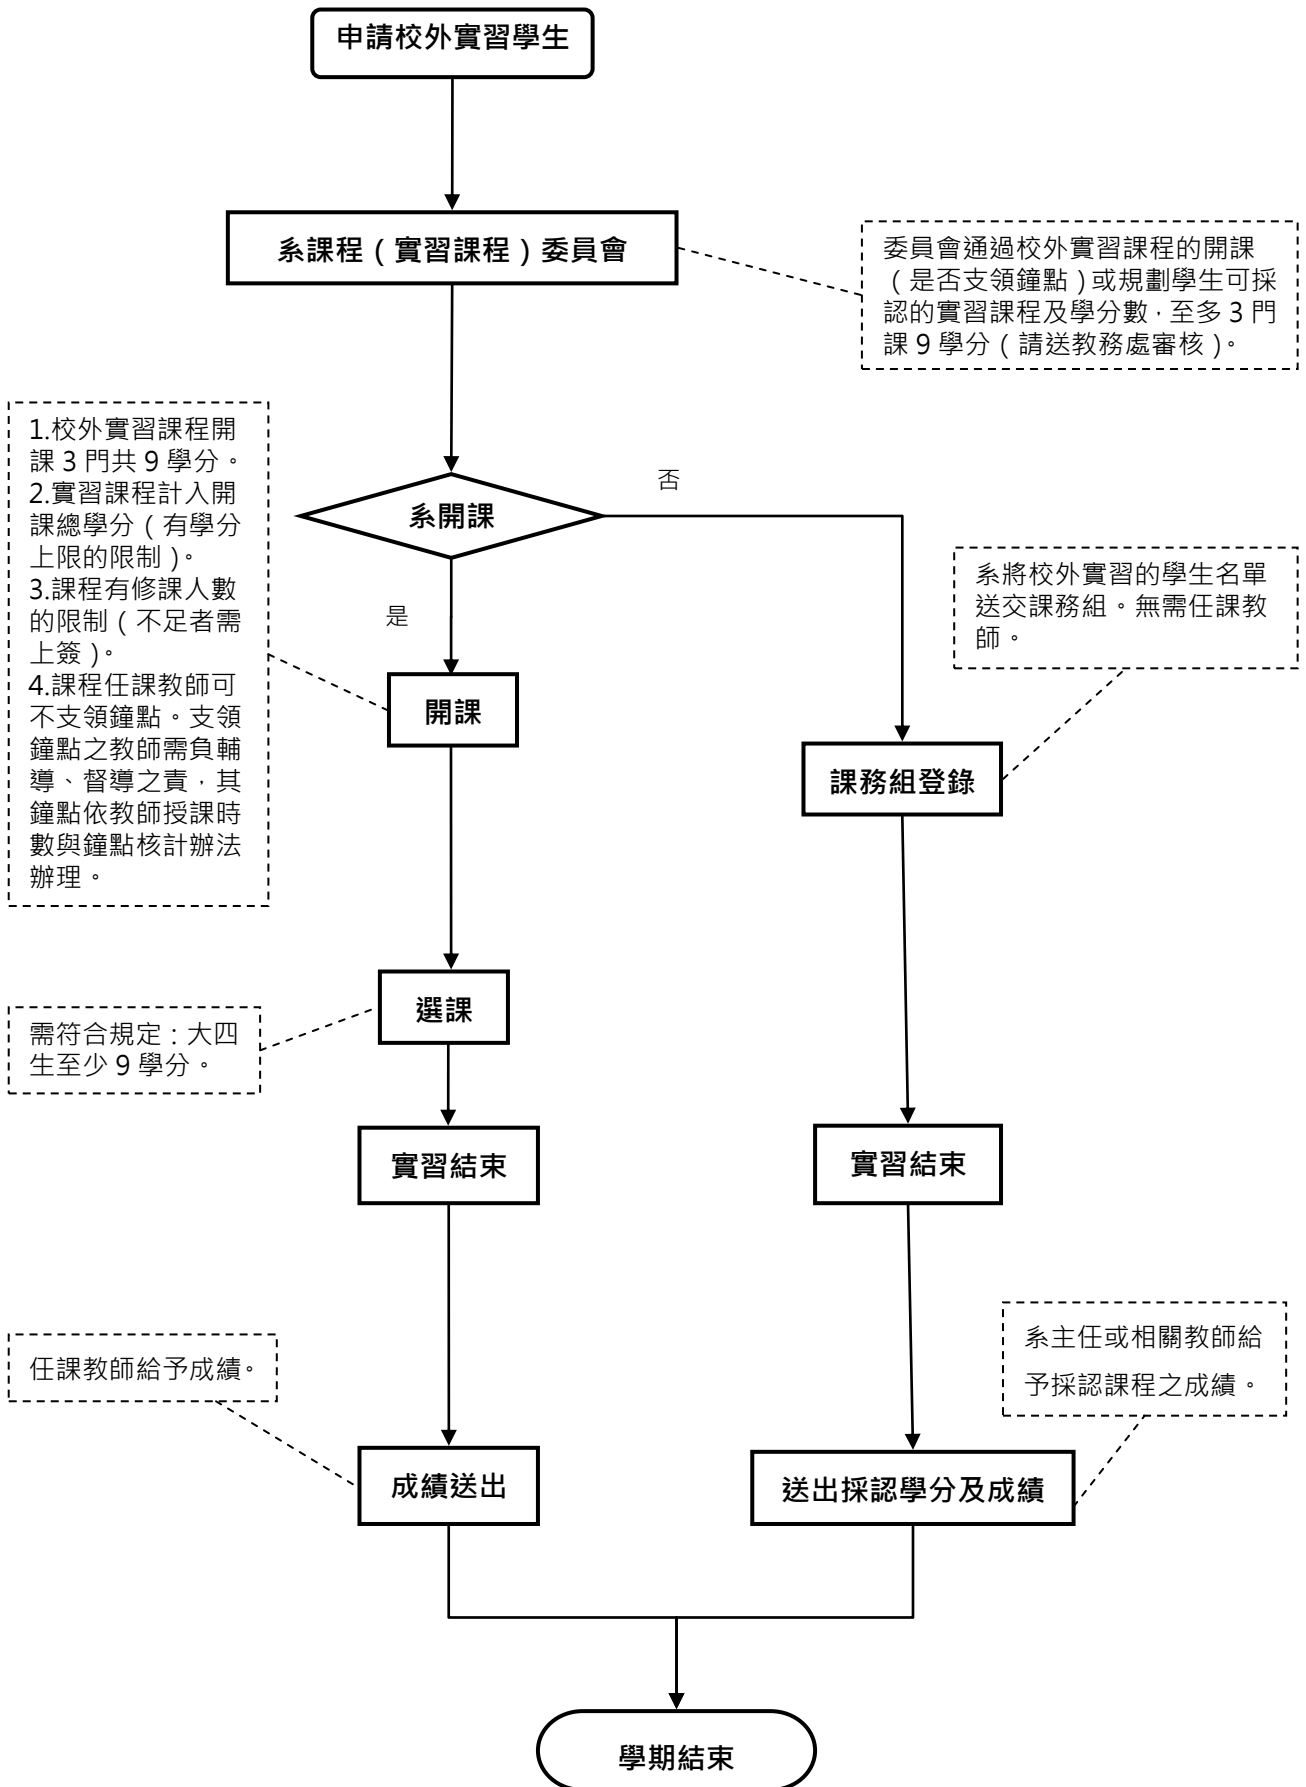 申請校外實習學生
系課程（實習課程）委員會
委員會通過校外實習課程的開課
（是否支領鐘點）或規劃學生可採
認的實習課程及學分數，至多 3 門
課 9 學分（請送教務處審核）。
1.校外實習課程開
課 3 門共 9 學分。
2.實習課程計入開
課總學分（有學分
上限的限制）。
3.課程有修課人數
的限制（不足者需
上簽）。
4.課程任課教師可
不支領鐘點。支領
鐘點之教師需負輔
導、督導之責，其
鐘點依教師授課時
數與鐘點核計辦法
辦理。
系開課
否
是
系將校外實習的學生名單
送交課務組。無需任課教
師。
開課
課務組登錄
選課
需符合規定：大四
生至少 9 學分。
實習結束
實習結束
任課教師給予成績。
系主任或相關教師給
予採認課程之成績。
成績送出
送出採認學分及成績
學期結束